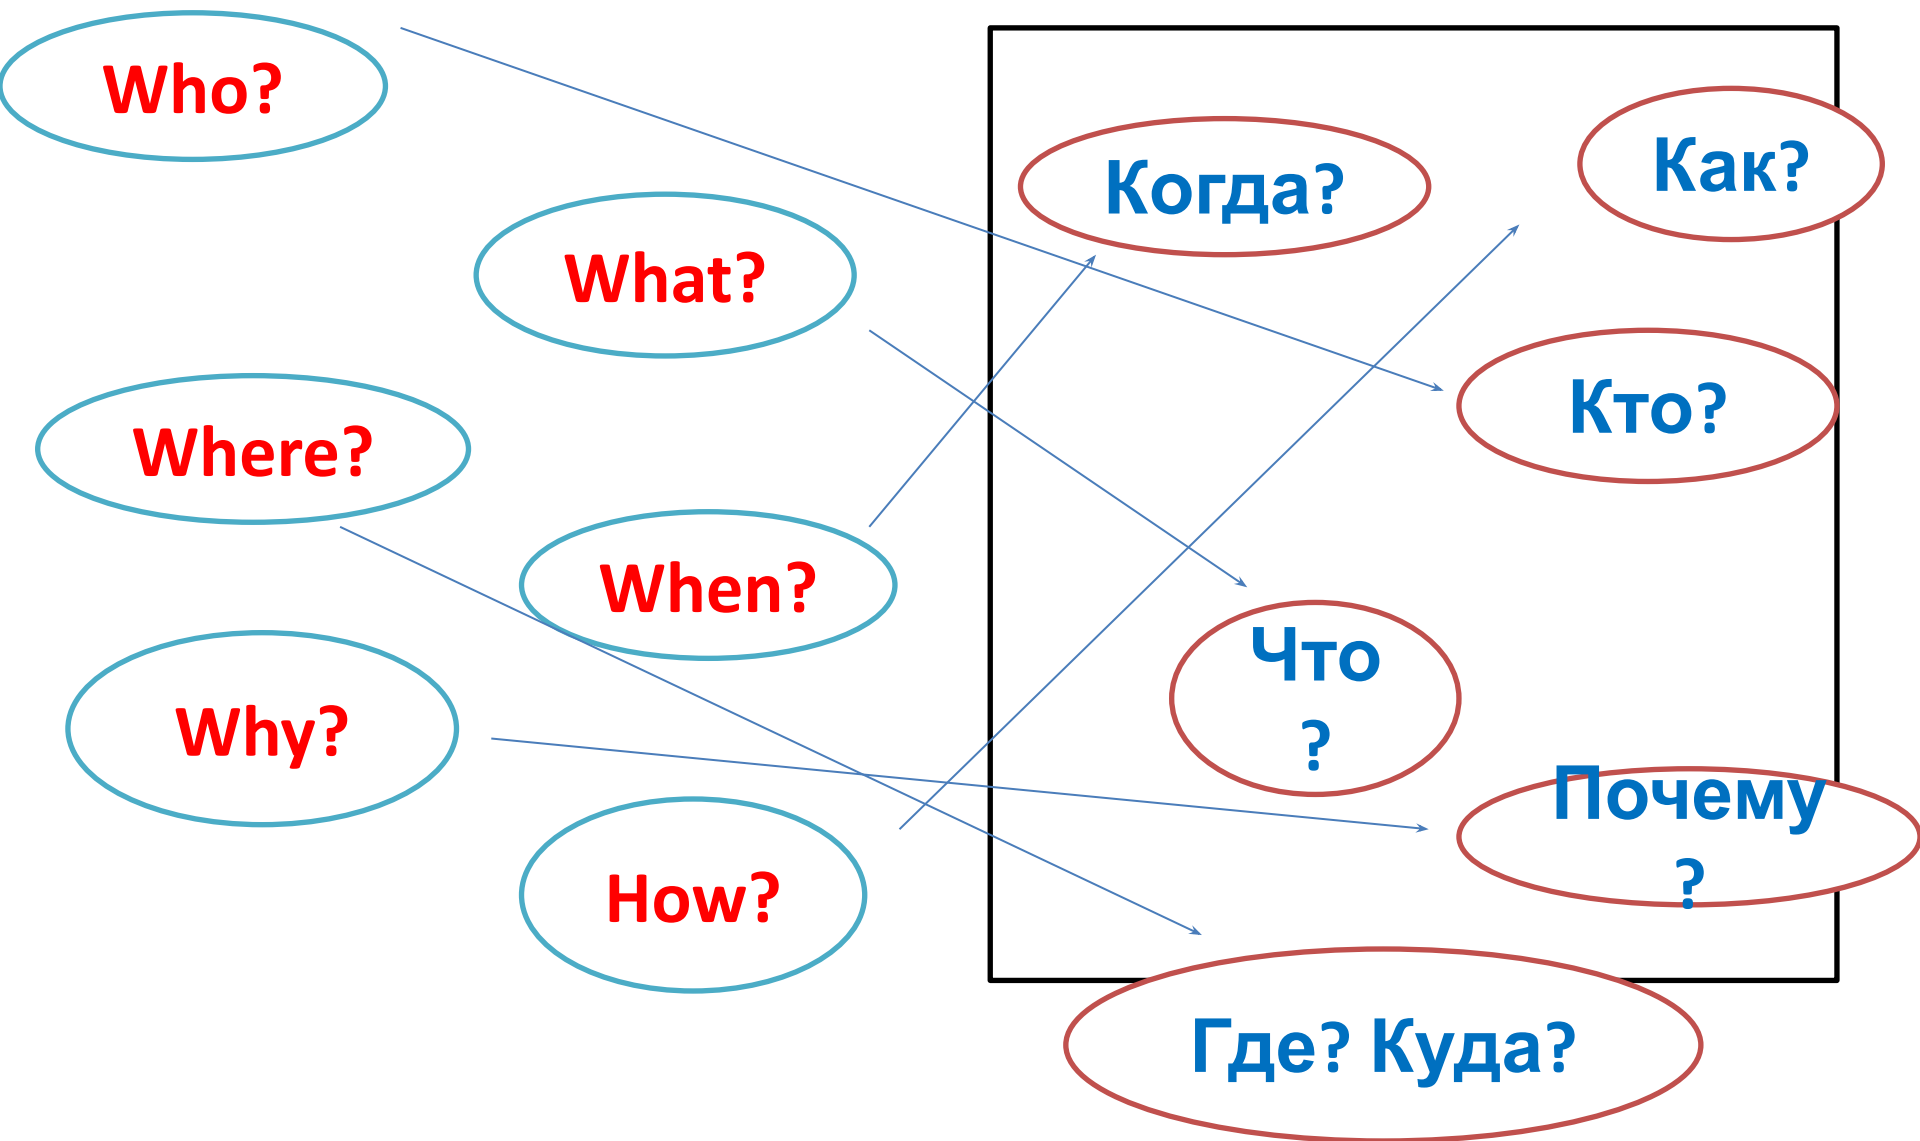 Who?
What?
Where?
When?
Why?
How?
Когда?
Как?
Кто?
Что
?
Почему
?
Где? Куда?